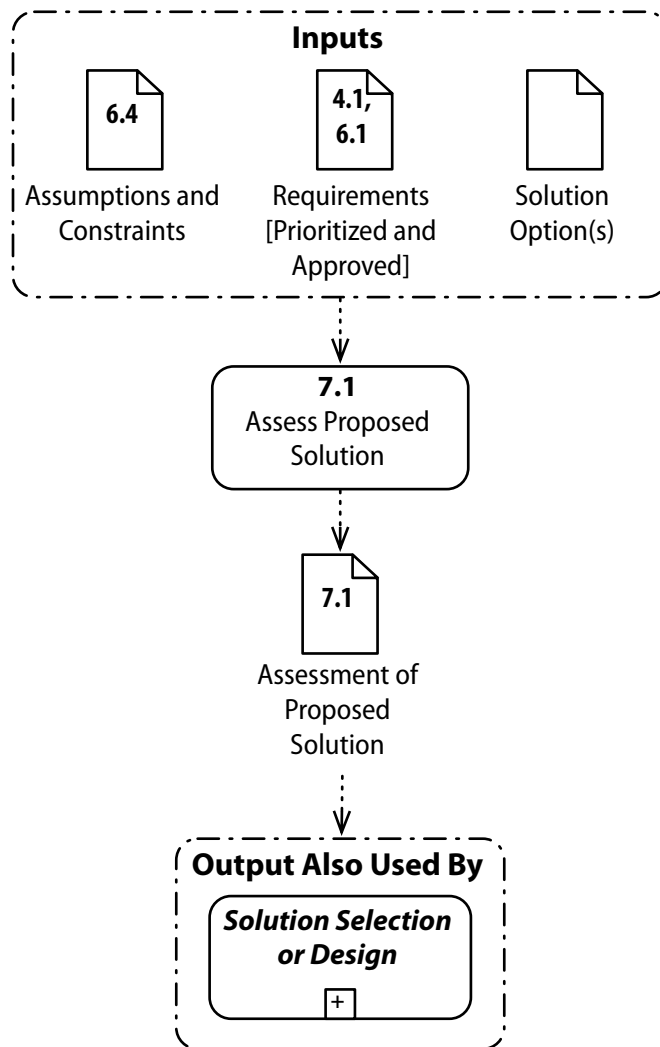 Inputs
6.4
4.1,
6.1
Assumptions and
Constraints
Requirements
[Prioritized and
Approved]
Solution
Option(s)
7.1
Assess Proposed
Solution
7.1
Assessment of
Proposed
Solution
Output Also Used By
Solution Selection
or Design
+